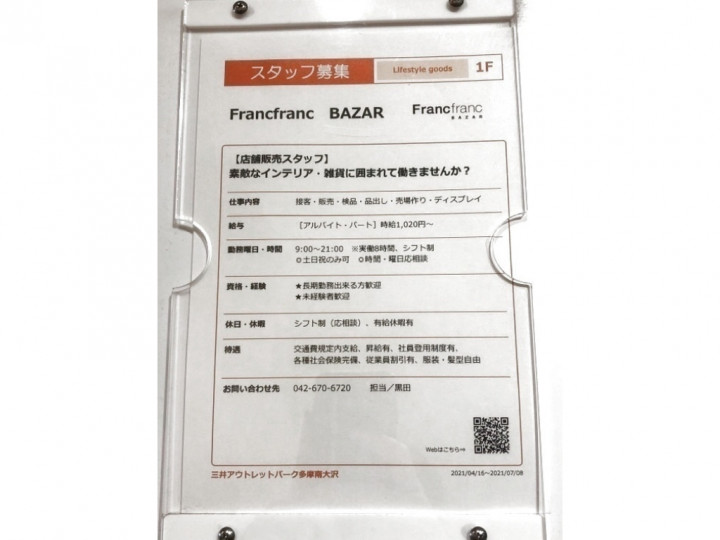 スタッフ募集 Lifestyle goods 1F
Francfranc BAZAR Francfranc BAZAR
【店舗販売スタッフ】
素敵なインテリア・雑貨に囲まれて働きませんか？
仕事内容 接客・販売・検品・品出し・売場作り・ディスプレイ
給与 ［アルバイト・パート］時給1,020円～
勤務曜日・時間 9:00～21:00 ※実働8時間、シフト制
○土日祝のみ可 ○時間・曜日応相談
資格・経験 ★長期勤務出来る方歓迎
★未経験者歓迎
休日・休暇 シフト制（応相談）、有給休暇有
待遇 交通費規定内支給、昇給有、社員登用制度有、
各種社会保険完備、従業員割引有、服装・髪型自由
お問い合わせ先 042-670-6720 担当／黒田
Webはこちら⇒
三井アウトレットパーク多摩南大沢 2021/04/16～2021/07/08